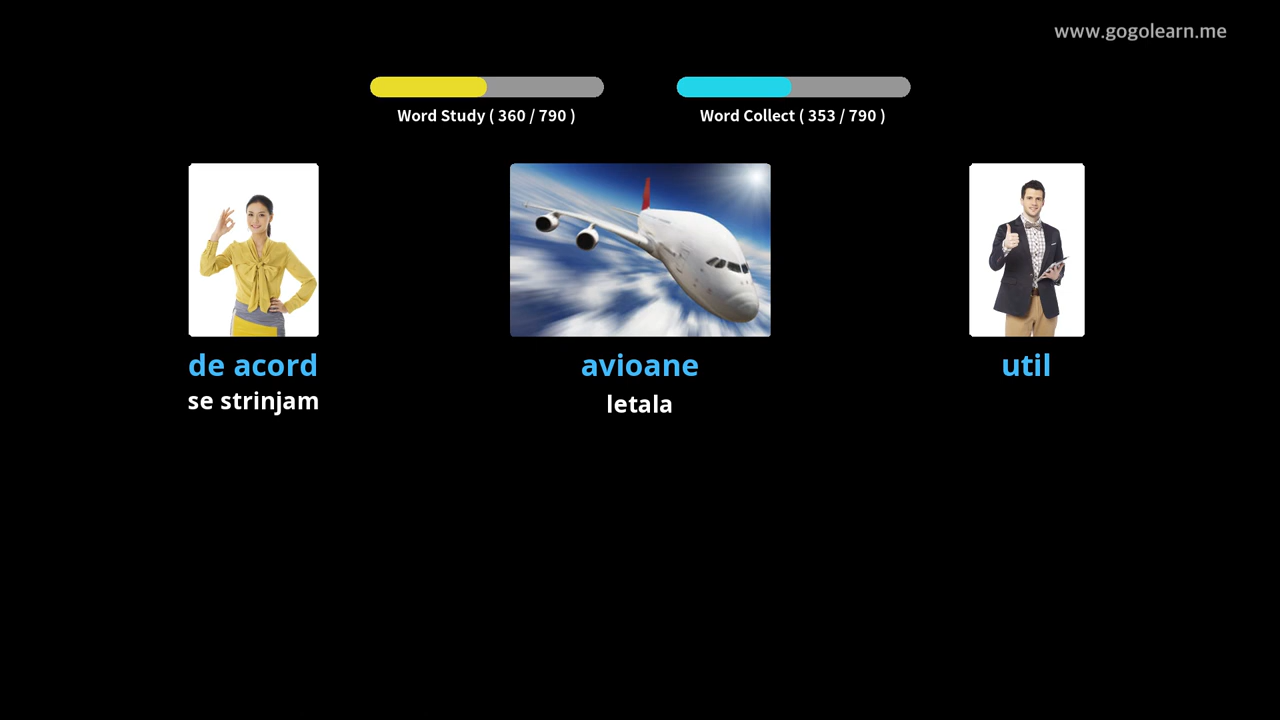 www.gogolearn.me
Word Study ( 360 / 790 )
Word Collect ( 353 / 790 )
de acord
se strinjam
avioane
letala
util